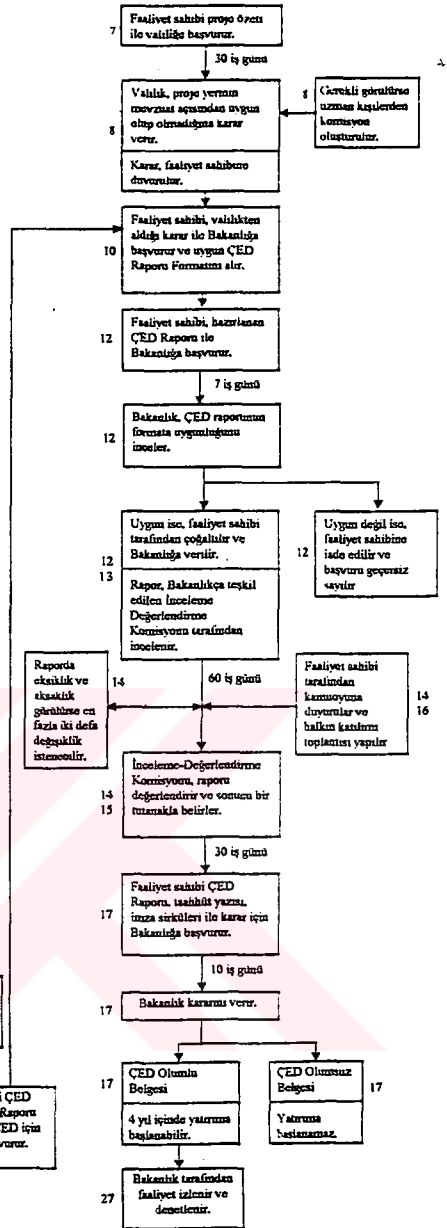 Faaliyet sahibi proje özeti
7
ile valiliğe başvurur.
30 iş günü
Valilik, proje yerinin
mevzuat açısından uygun
olup olmadığına karar
8
verir.
Karar, faaliyet sahibine
duyurulur.
8
Gerekli görülürse
uzman kişilerden
komisyon
oluşturulur.
Faaliyet sahibi, valilikten
aldığı karar ile Bakanlığa
10
başvurur ve uygun ÇED
Raporu Formatını alır.
Faaliyet sahibi, hazırlanan
12
ÇED Raporu ile
Bakanlığa başvurur.
7 iş günü
Bakanlık, ÇED raporunun
12
formata uygunluğunu
inceler.
Uygun ise, faaliyet sahibi
tarafından çoğaltılır ve
12
Bakanlığa verilir.
13
Rapor, Bakanlıkça teşkil
edilen İnceleme
Değerlendirme
Komisyonu tarafından
incelenir.
Uygun değil ise,
faaliyet sahibine
12
iade edilir ve
başvuru geçersiz
sayılır
Raporda
eksiklik ve
14
aksaklık
görülürse en
fazla iki defa
değişiklik
istenebilir.
60 iş günü
Faaliyet sahibi
tarafından
kamuoyuna
14
duyurulur ve
16
halkın katılımı
toplantısı yapılır
İnceleme-Değerlendirme
Komisyonu, raporu
14
değerlendirir ve sonucu bir
15
tutanakla belirler.
30 iş günü
Faaliyet sahibi ÇED
Raporu, taahhüt yazısı,
17
imza sirküleri ile karar için
Bakanlığa başvurur.
10 iş günü
17
Bakanlık kararını verir.
17
ÇED Olumlu
Belgesi
4 yıl içinde yatırıma
başlanabilir.
ÇED Olumsuz
17
Belgesi
Yatırıma
başlanamaz.
i ÇED
Raporu
ÇED için
vurur.
Bakanlık tarafından
27
faaliyet izlenir ve
denetlenir.